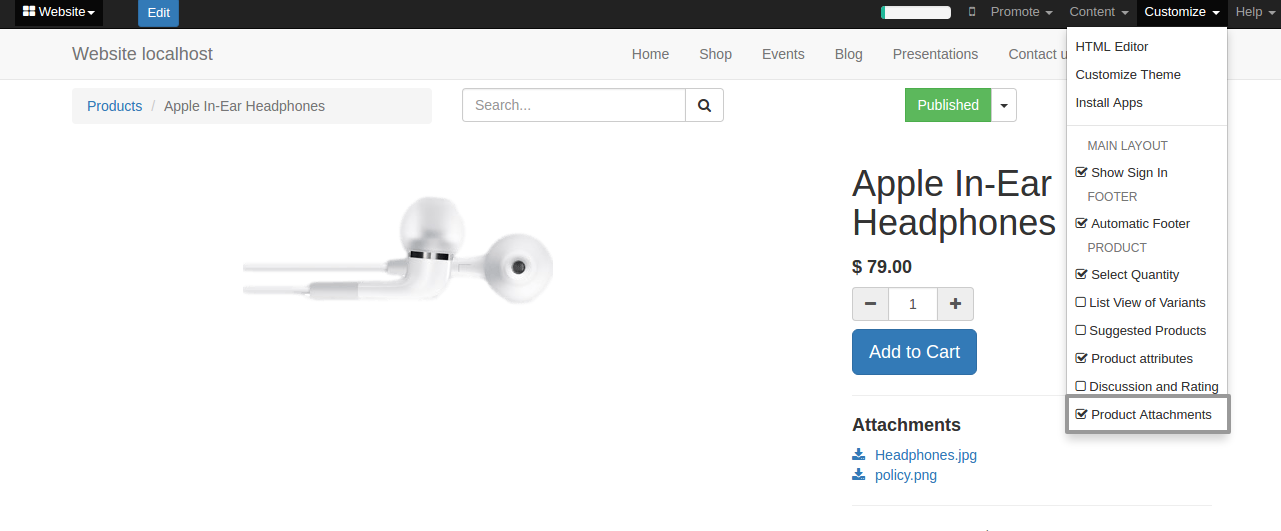 Website Edit Promote Content Customize Help
Website localhost Home Shop Events Blog Presentations Contact u
HTML Editor
Customize Theme
Install Apps
MAIN LAYOUT
Show Sign In
FOOTER
Automatic Footer
PRODUCT
Select Quantity
List View of Variants
Suggested Products
Product attributes
Discussion and Rating
Product Attachments
Products / Apple In-Ear Headphones Search... Published
Apple In-Ear
Headphones
$ 79.00
- 1 +
Add to Cart
Attachments
Headphones.jpg
policy.png